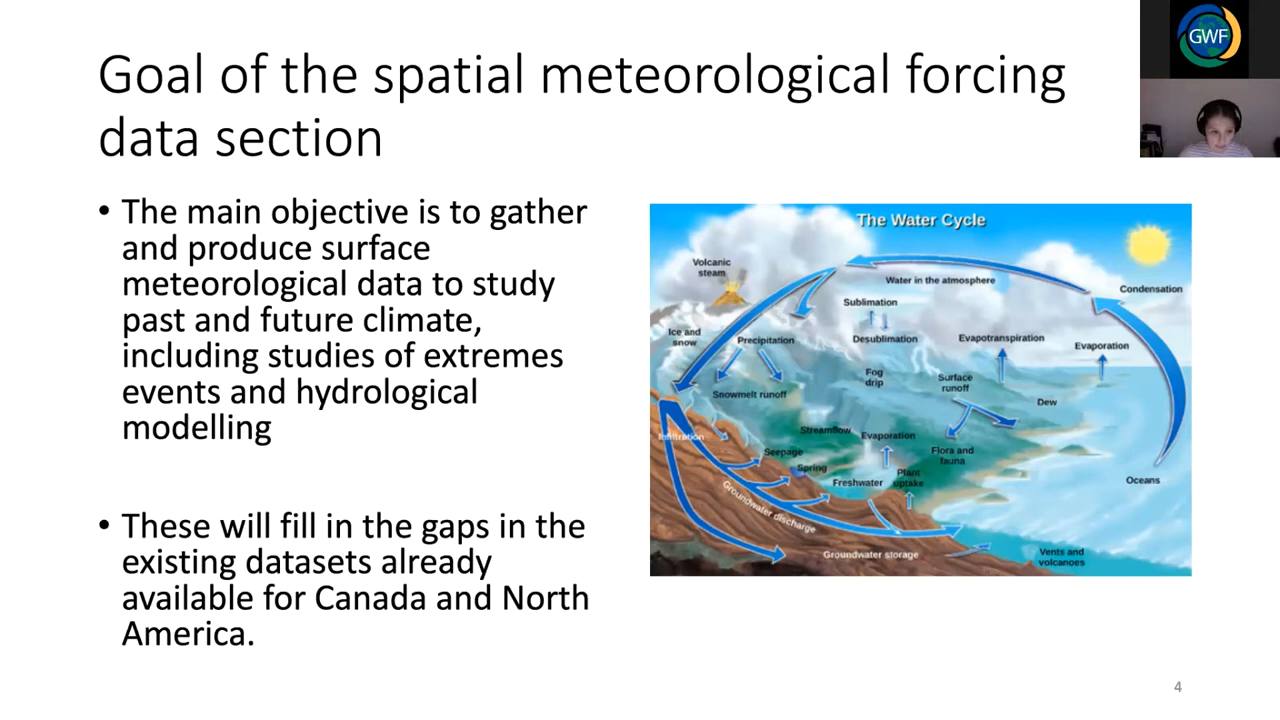 Goal of the spatial meteorological forcing
data section
GWF
• The main objective is to gather
and produce surface
meteorological data to study
past and future climate,
including studies of extremes
events and hydrological
modelling
• These will fill in the gaps in the
existing datasets already
available for Canada and North
America.
The Water Cycle
Volcanic
steam
Water in the atmosphere
Condensation
Sublimation
Ice and
snow
Precipitation
Desublimation
Evapotranspiration
Evaporation
Fog
drip
Surface
runoff
Snowmelt runoff
Dew
Streamflow
Evaporation
Infiltration
Seepage
Flora and
fauna
Spring
Plant
uptake
Freshwater
Oceans
Groundwater discharge
Groundwater storage
Vents and
volcanoes
4